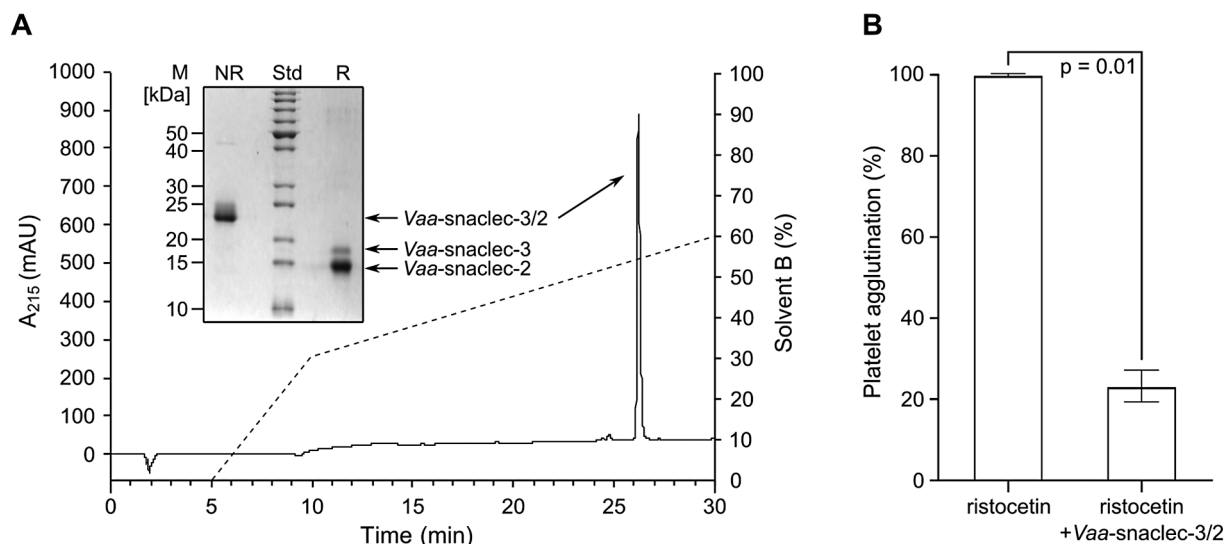 A
M NR Std R
[kDa]
50
40
30
25
20
15
10
Vaa-snaclec-3/2
Vaa-snaclec-3
Vaa-snaclec-2
1000
900
800
700
600
500
400
300
200
100
0
A215 (mAU)
100
90
80
70
60
50
40
30
20
10
0
Solvent B (%)
0 5 10 15 20 25 30
Time (min)
B
p = 0.01
100
80
60
40
20
0
Platelet agglutination (%)
ristocetin
ristocetin
+Vaa-snaclec-3/2